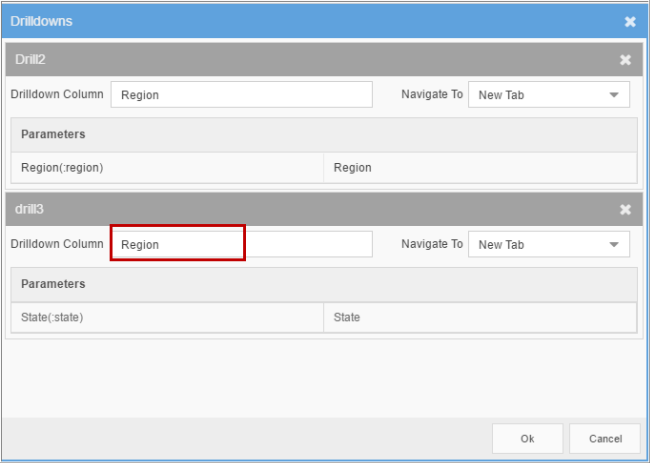 Drilldowns
Drill2
Drilldown Column Region Navigate To New Tab
Parameters
Region(:region) Region
drill3
Drilldown Column Region Navigate To New Tab
Parameters
State(:state) State
Ok Cancel